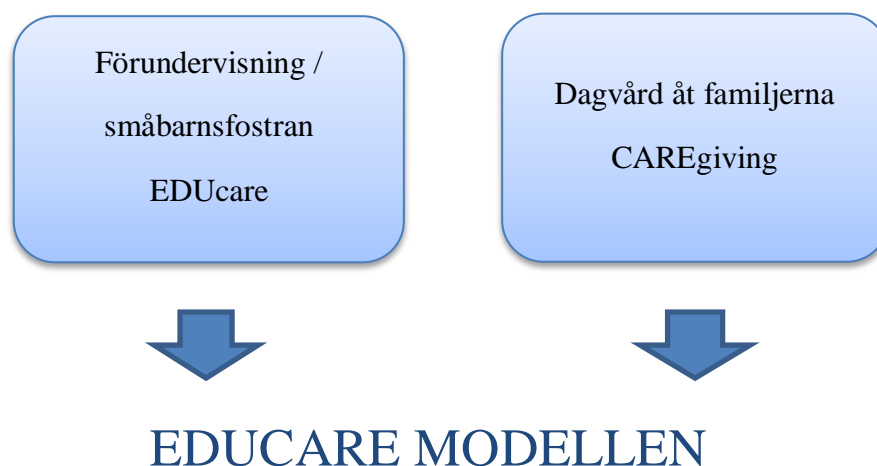 Förundervisning /
småbarnsfostran
EDUcare
Dagvård åt familjerna
CAREgiving
EDUCARE MODELLEN